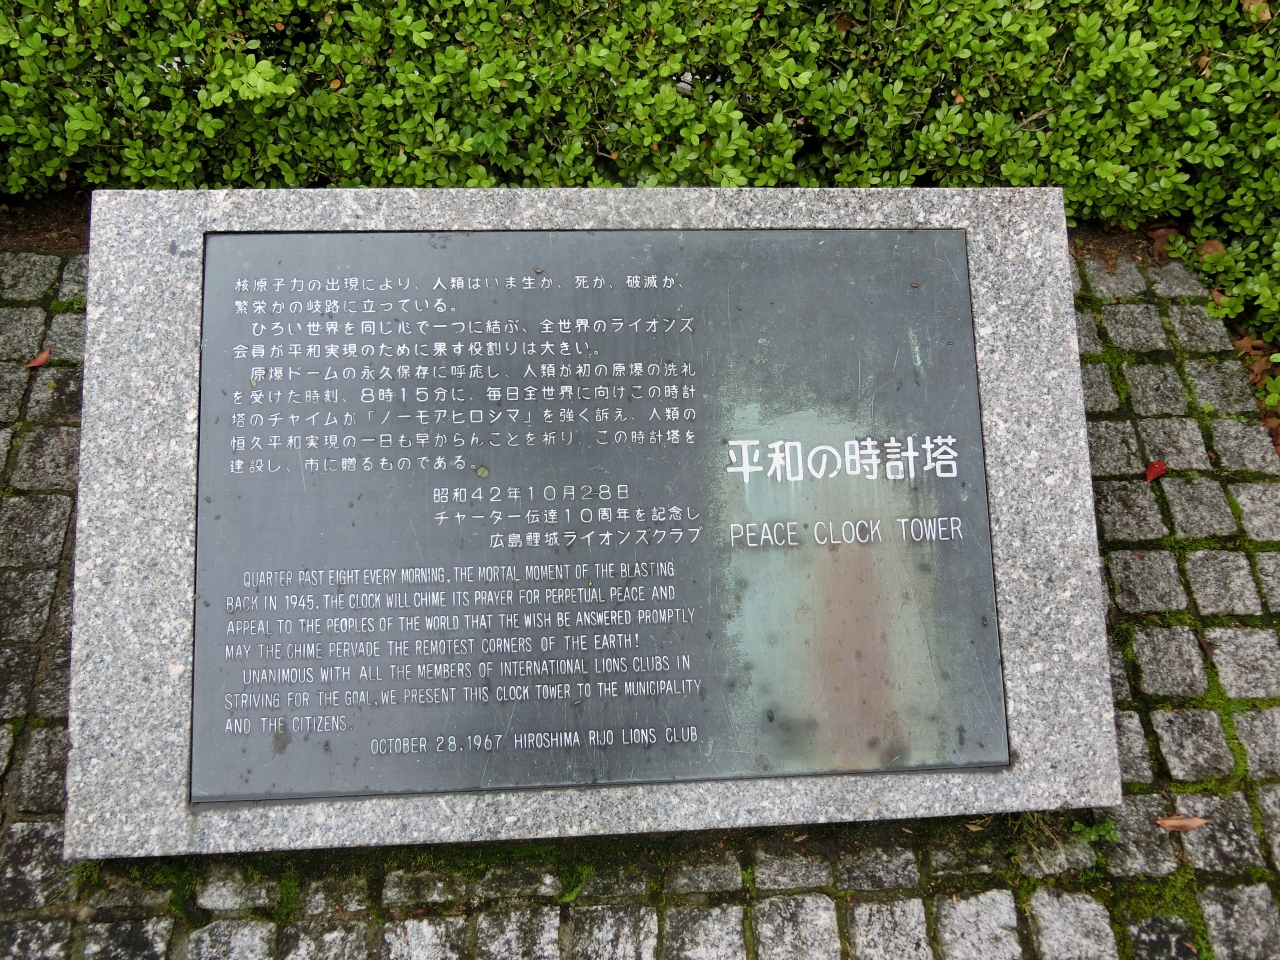 核原子力の出現により、人類はいま生か、死か、破滅か、
繁栄かの岐路に立っている。
ひろい世界を同じ心で一つに結ぶ、全世界のライオンズ
会員が平和実現のために果す役割りは大きい。
原爆ドームの永久保存に呼応し、人類が初の原爆の洗礼
を受けた時刻、8時15分に、毎日全世界に向けこの時計
塔のチャイムが「ノーモアヒロシマ」を強く訴え、人類の
恒久平和実現の一日も早からんことを祈り、この時計塔を
建設し、市に贈るものである。
昭和42年10月28日
チャーター伝達10周年を記念し
広島鯉城ライオンズクラブ
QUARTER PAST EIGHT EVERY MORNING, THE MORTAL MOMENT OF THE BLASTING
BACK IN 1945. THE CLOCK WILL CHIME ITS PRAYER FOR PERPETUAL PEACE AND
APPEAL TO THE PEOPLES OF THE WORLD THAT THE WISH BE ANSWERED PROMPTLY
MAY THE CHIME PERVADE THE REMOTEST CORNERS OF THE EARTH!
UNANIMOUS WITH ALL THE MEMBERS OF INTERNATIONAL LIONS CLUBS IN
STRIVING FOR THE GOAL, WE PRESENT THIS CLOCK TOWER TO THE MUNICIPALITY
AND THE CITIZENS.
OCTOBER 28, 1967 HIROSHIMA RIJO LIONS CLUB
平和の時計塔
PEACE CLOCK TOWER